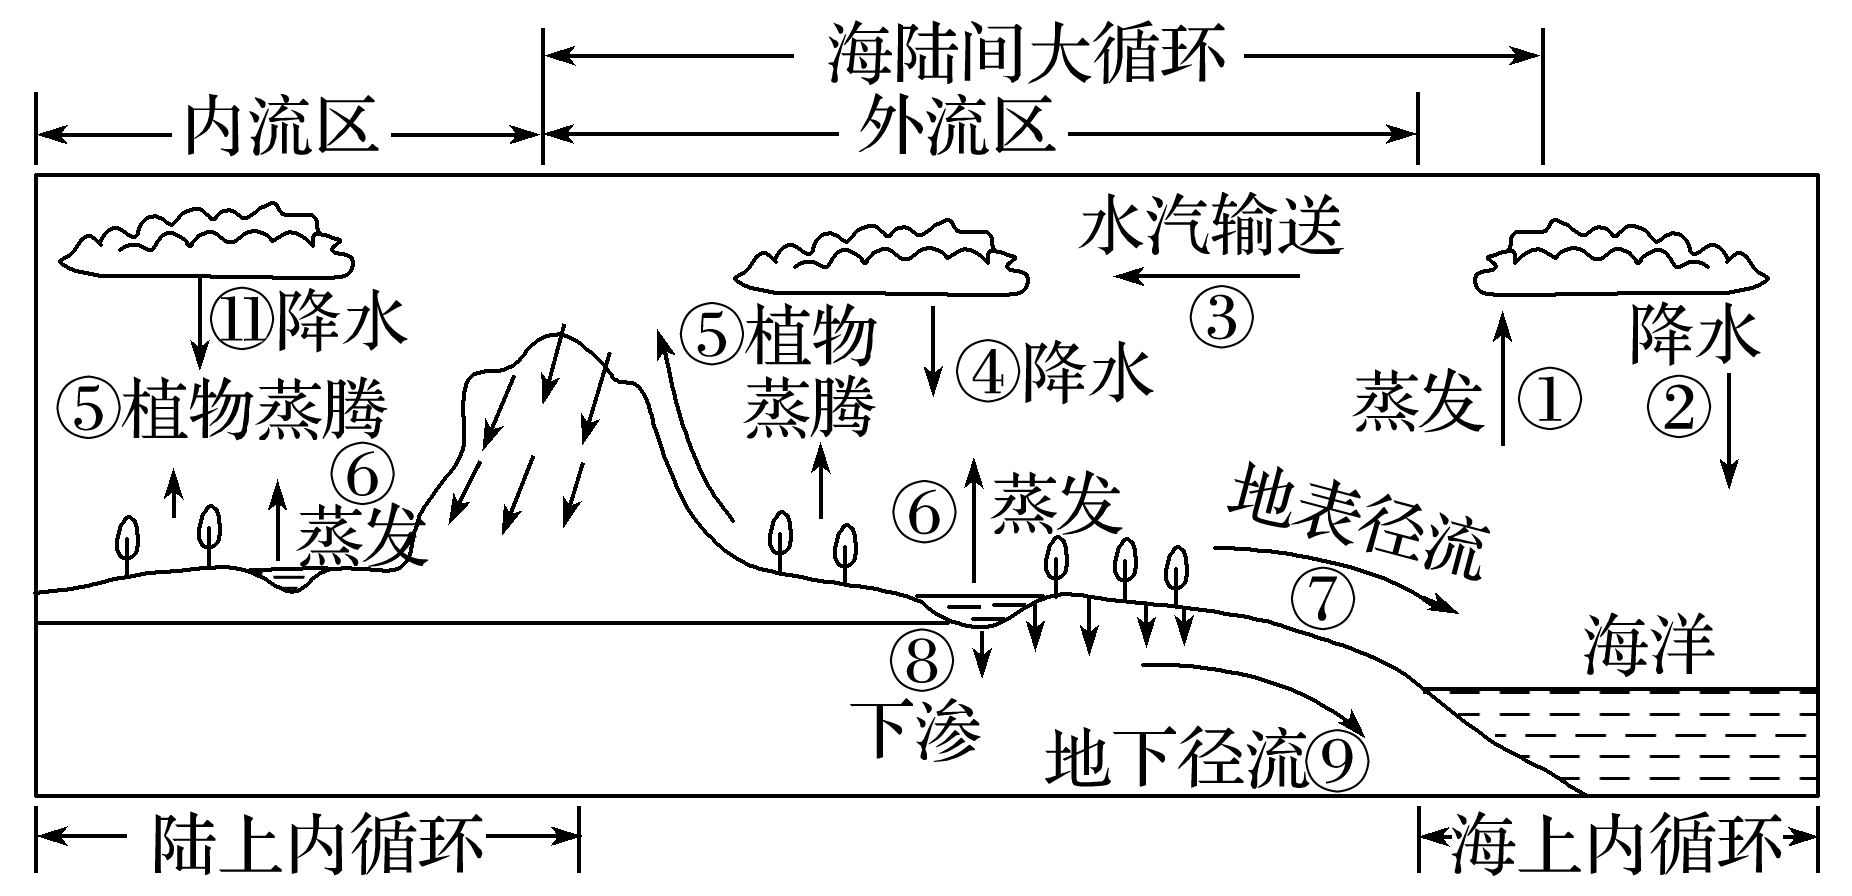 海陆间大循环
内流区
外流区
水汽输送
③
⑪降水
⑤植物蒸腾
⑥
蒸发
⑤植物
蒸腾
④降水
⑥蒸发
蒸发①
降水
②
地表径流
⑦
海洋
⑧
下渗
地下径流⑨
陆上内循环
海上内循环